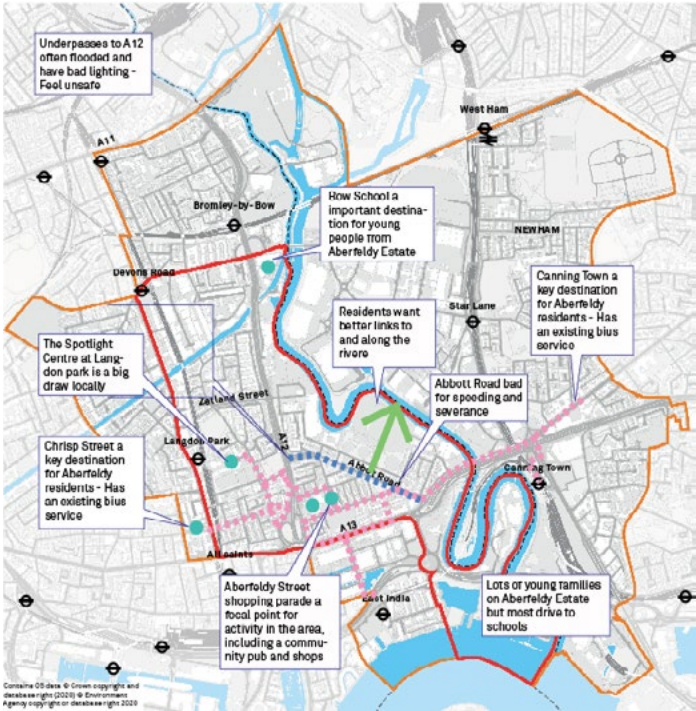 Underpasses to A12
often flooded and
have bad lighting -
Feel unsafe
West Ham
A11
Bromley-by-Bow
Bow School a
important destina-
tion for young
people from
Aberfeldy Estate
NEWHAM
Devons Road
Canning Town a
key destination
for Aberfeldy
residents - Has
an existing bius
service
Star Lane
Residents want
better links to
and along the
rivere
The Spotlight
Centre at Lang-
don park is a big
draw locally
Abbott Road bad
for speeding and
severance
Zetland Street
A12
Langdon Park
Chrisp Street a
key destination
for Aberfeldy
residents - Has
an existing bius
service
Abbot Road
Canning Town
A13
All saints
Aberfeldy Street
shopping parade a
focal point for
activity in the area,
including a commu-
nity pub and shops
East India
Lots of young families
on Aberfeldy Estate
but most drive to
schools
Contains OS data © Crown copyright and
database right (2020) © Environment
Agency copyright or database right 2020